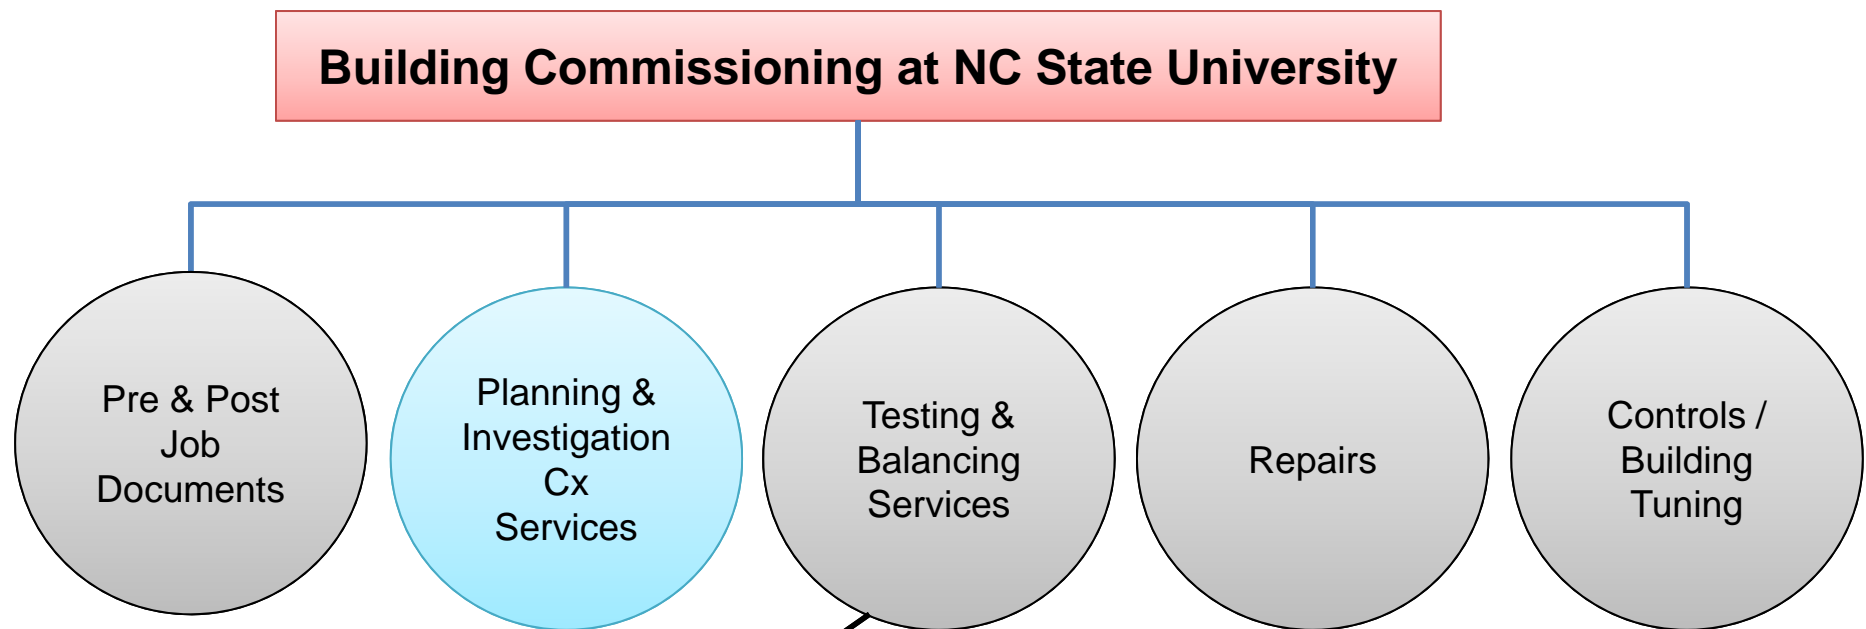 Building Commissioning at NC State University
Pre & Post
Job
Documents
Planning &
Investigation
Cx
Services
Testing &
Balancing
Services
Repairs
Controls /
Building
Tuning